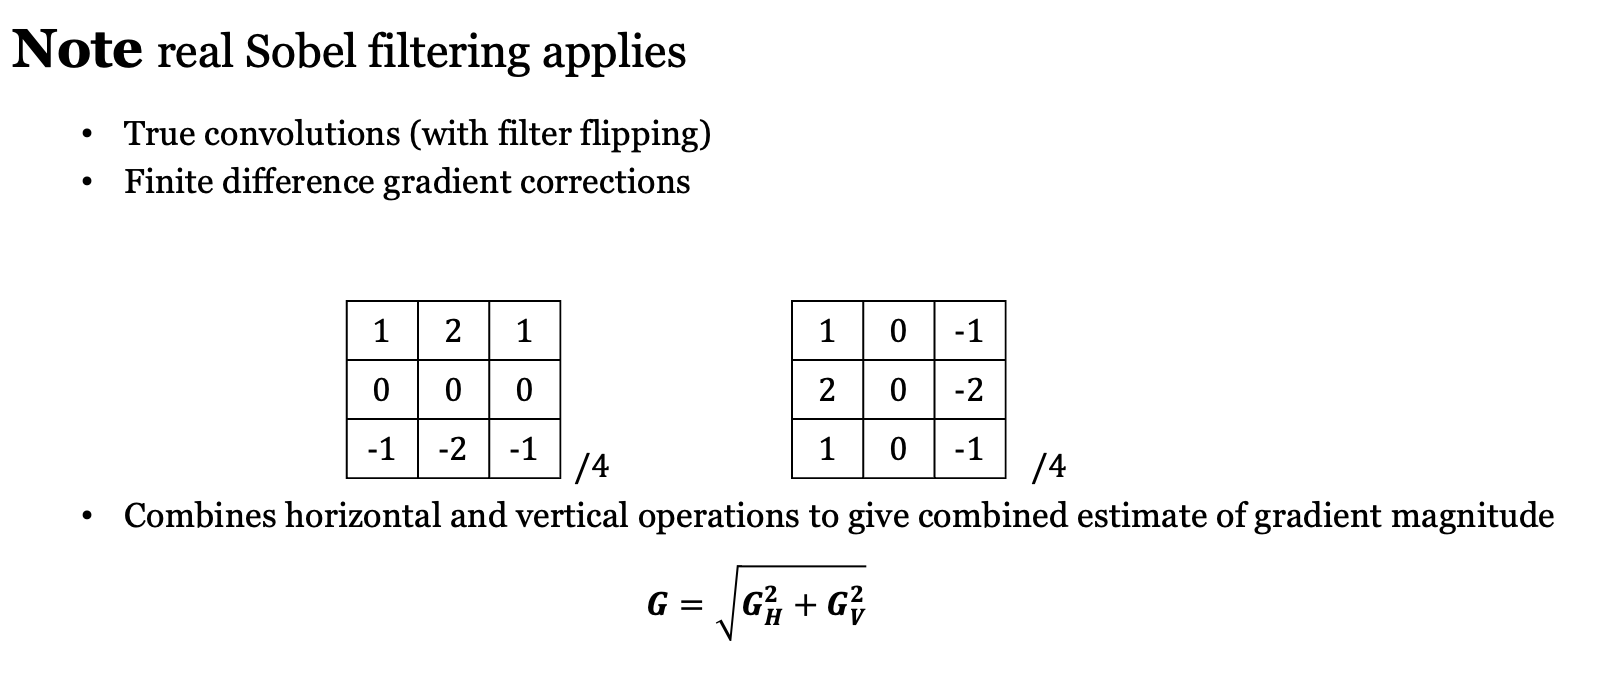 Note real Sobel filtering applies
• True convolutions (with filter flipping)
• Finite difference gradient corrections
1 2 1 1 0 -1
0 0 0 2 0 -2
-1 -2 -1 /4 1 0 -1 /4
• Combines horizontal and vertical operations to give combined estimate of gradient magnitude
G = √(G_H^2 + G_V^2)